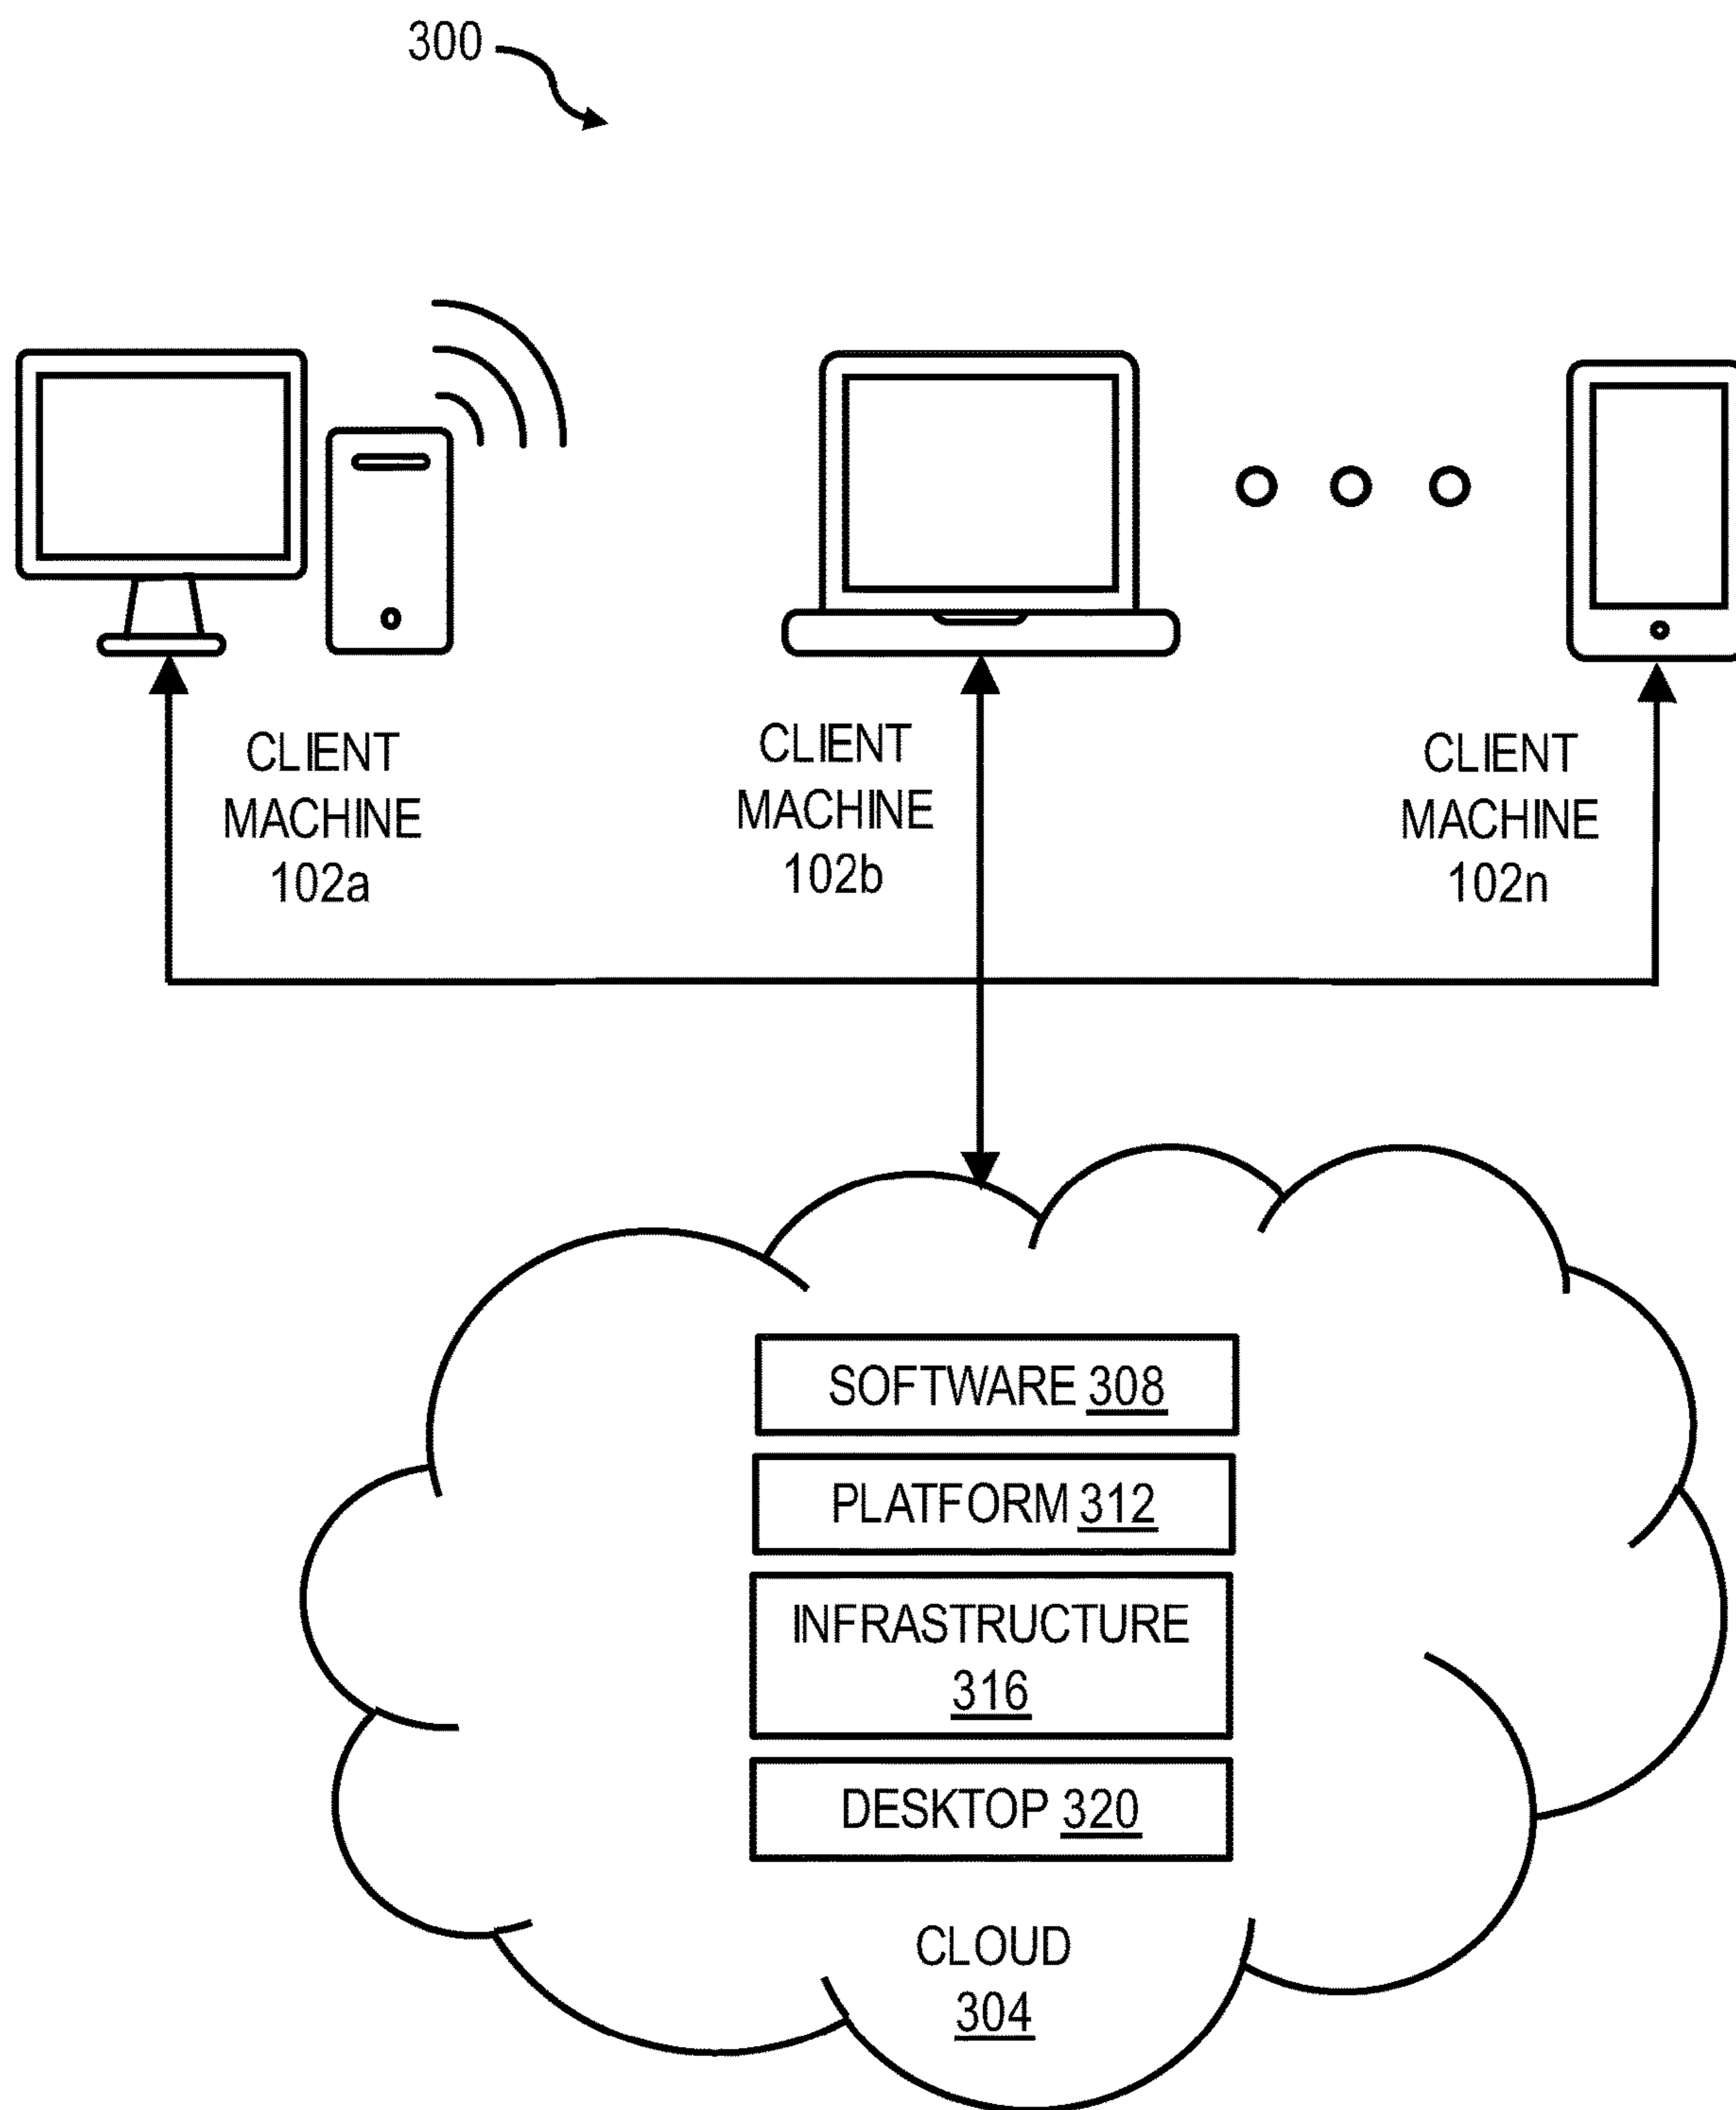 300
CLIENT
MACHINE
102a
CLIENT
MACHINE
102b
CLIENT
MACHINE
102n
SOFTWARE 308
PLATFORM 312
INFRASTRUCTURE
316
DESKTOP 320
CLOUD
304